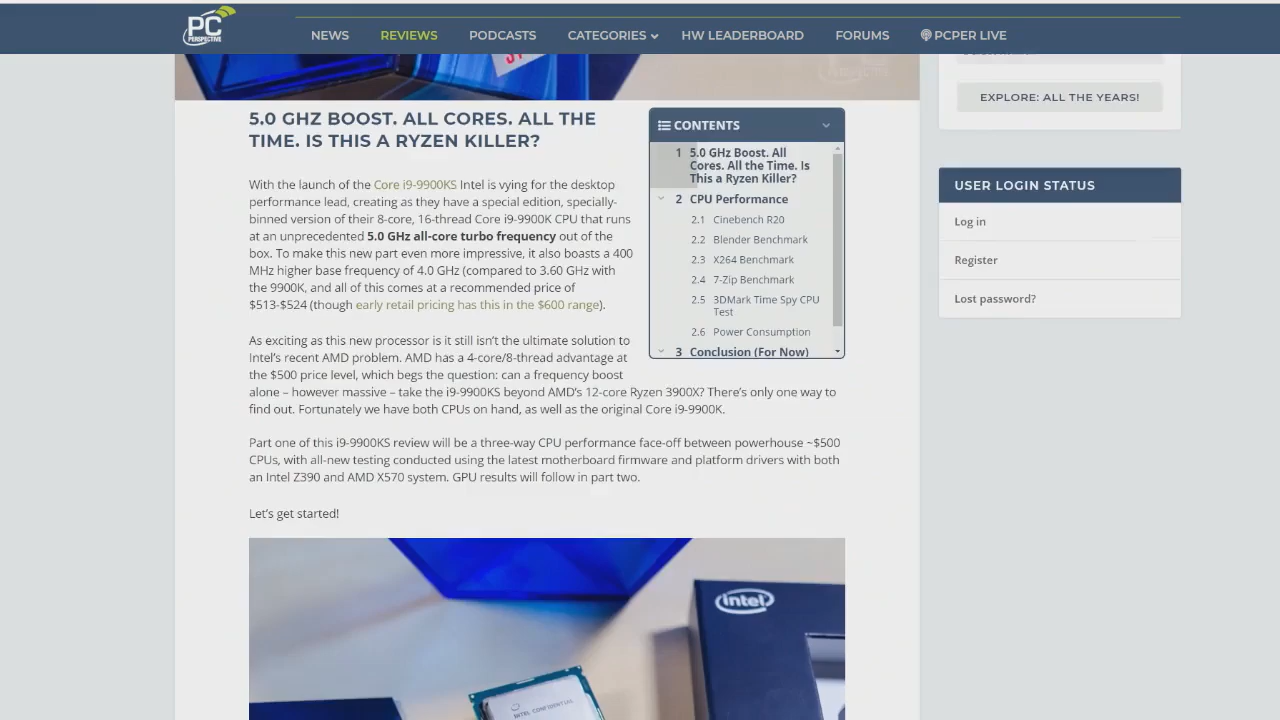 PC
PERSPECTIVE
NEWS
REVIEWS
PODCASTS
CATEGORIES
HW LEADERBOARD
FORUMS
PCPER LIVE
EXPLORE: ALL THE YEARS!
5.0 GHZ BOOST. ALL CORES. ALL THE
TIME. IS THIS A RYZEN KILLER?
With the launch of the Core i9-9900KS Intel is vying for the desktop
performance lead, creating as they have a special edition, specially-
binned version of their 8-core, 16-thread Core i9-9900K CPU that runs
at an unprecedented 5.0 GHz all-core turbo frequency out of the
box. To make this new part even more impressive, it also boasts a 400
MHz higher base frequency of 4.0 GHz (compared to 3.60 GHz with
the 9900K, and all of this comes at a recommended price of
$513-$524 (though early retail pricing has this in the $600 range).
As exciting as this new processor is it still isn't the ultimate solution to
Intel's recent AMD problem. AMD has a 4-core/8-thread advantage at
the $500 price level, which begs the question: can a frequency boost
alone – however massive – take the i9-9900KS beyond AMD's 12-core Ryzen 3900X? There's only one way to
find out. Fortunately we have both CPUs on hand, as well as the original Core i9-9900K.
Part one of this i9-9900KS review will be a three-way CPU performance face-off between powerhouse ~$500
CPUs, with all-new testing conducted using the latest motherboard firmware and platform drivers with both
an Intel Z390 and AMD X570 system. GPU results will follow in part two.
Let's get started!
CONTENTS
1 5.0 GHz Boost. All
Cores. All the Time. Is
This a Ryzen Killer?
2 CPU Performance
2.1 Cinebench R20
2.2 Blender Benchmark
2.3 X264 Benchmark
2.4 7-Zip Benchmark
2.5 3DMark Time Spy CPU
Test
2.6 Power Consumption
3 Conclusion (For Now)
USER LOGIN STATUS
Log in
Register
Lost password?
intel
INTEL CONFIDENTIAL